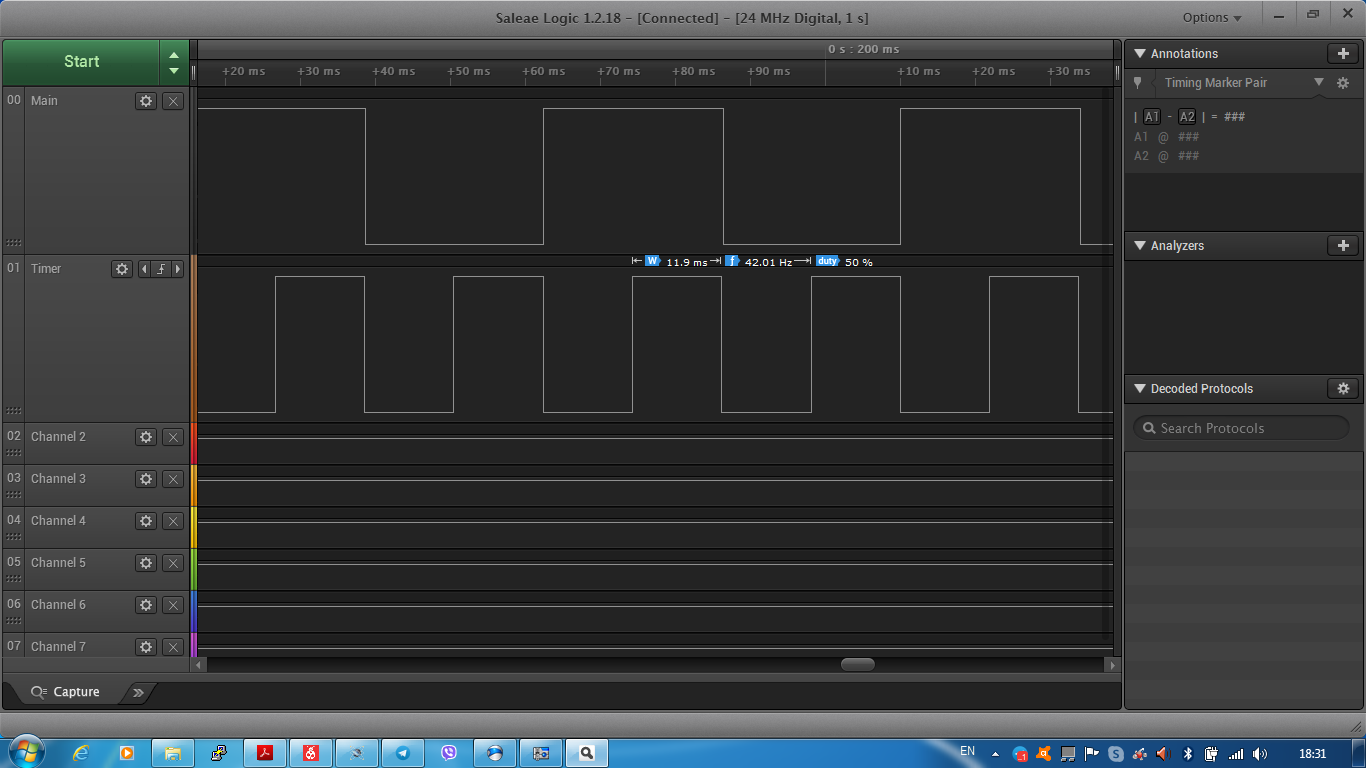 Saleae Logic 1.2.18 - [Connected] - [24 MHz Digital, 1 s]
Options
Start
0 s : 200 ms
+20 ms +30 ms +40 ms +50 ms +60 ms +70 ms +80 ms +90 ms +10 ms +20 ms +30 ms
Annotations
Timing Marker Pair
| A1 - A2 | = ###
A1 @ ###
A2 @ ###
00 Main
01 Timer
W 11.9 ms f 42.01 Hz duty 50 %
Analyzers
Decoded Protocols
Search Protocols
02 Channel 2
03 Channel 3
04 Channel 4
05 Channel 5
06 Channel 6
07 Channel 7
Capture
EN
18:31